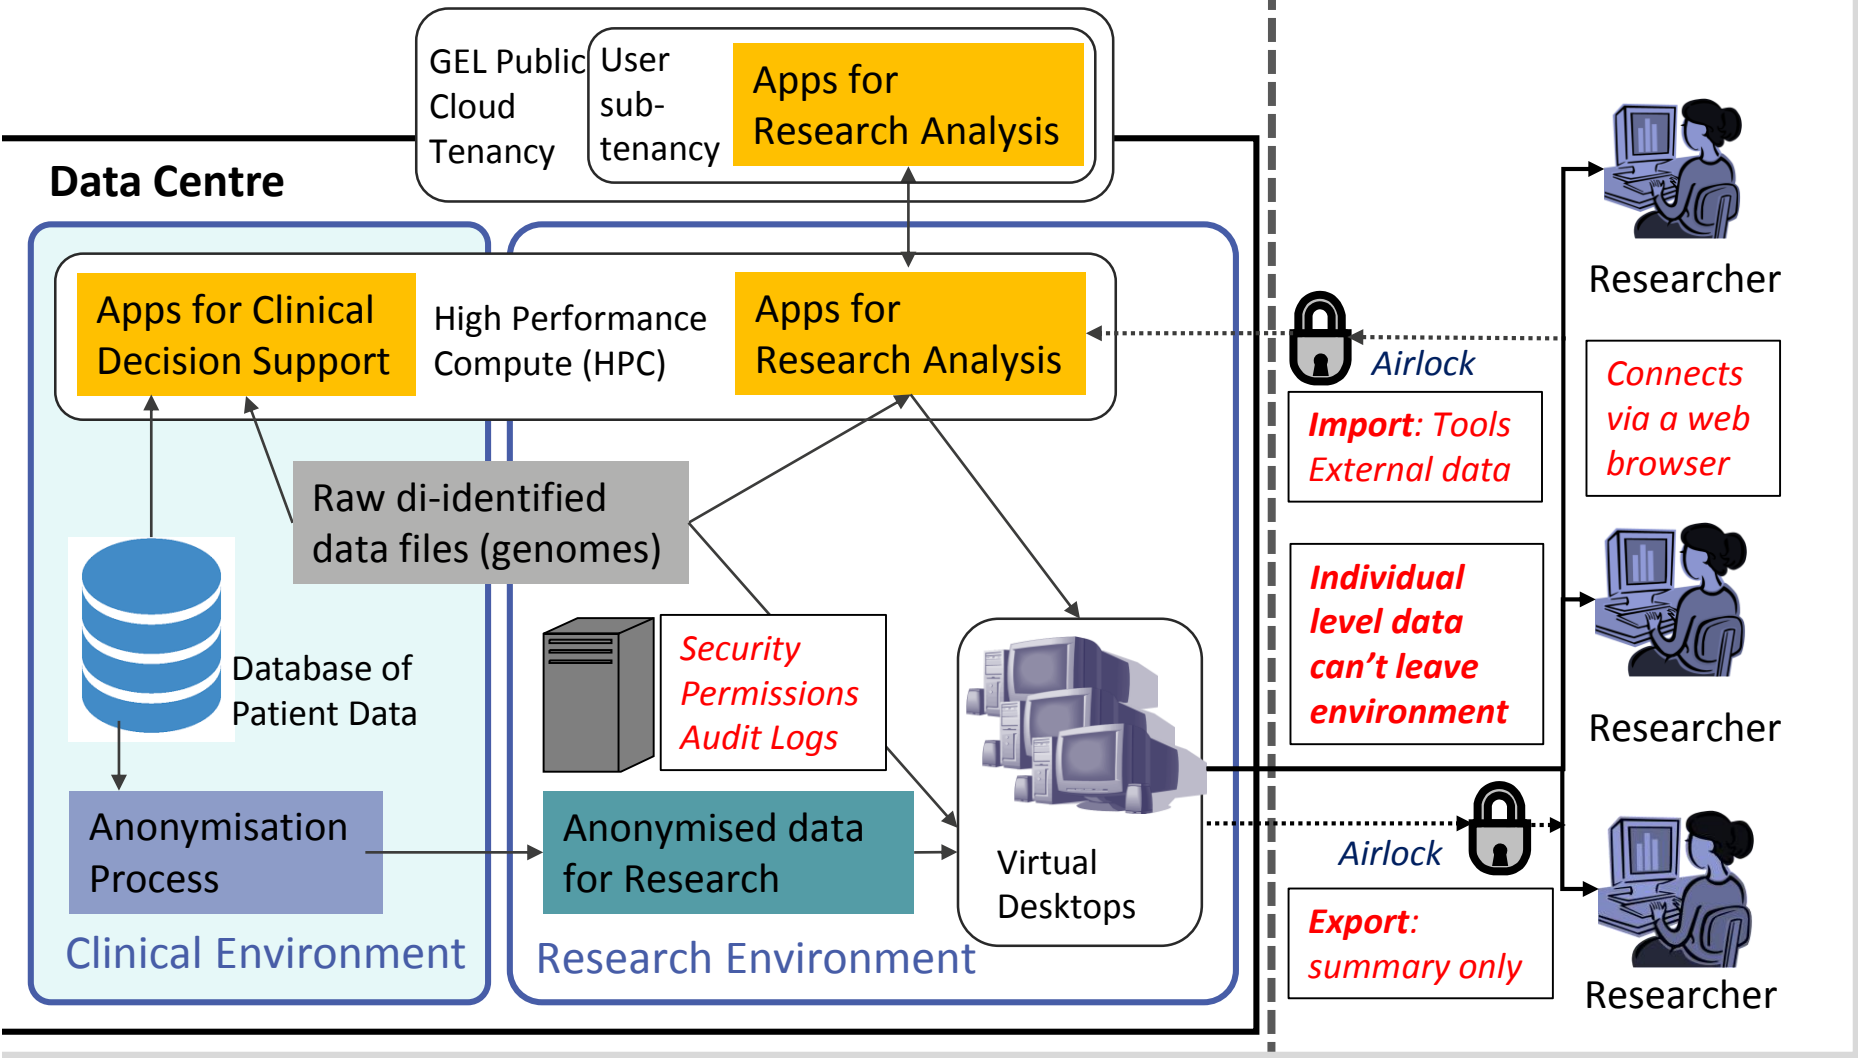 GEL Public
Cloud
Tenancy
User
sub-
tenancy
Apps for
Research Analysis
Data Centre
Apps for Clinical
Decision Support
High Performance
Compute (HPC)
Apps for
Research Analysis
Raw di-identified
data files (genomes)
Database of
Patient Data
Security
Permissions
Audit Logs
Anonymisation
Process
Anonymised data
for Research
Virtual
Desktops
Clinical Environment
Research Environment
Airlock
Import: Tools
External data
Individual
level data
can’t leave
environment
Airlock
Export:
summary only
Researcher
Connects
via a web
browser
Researcher
Researcher